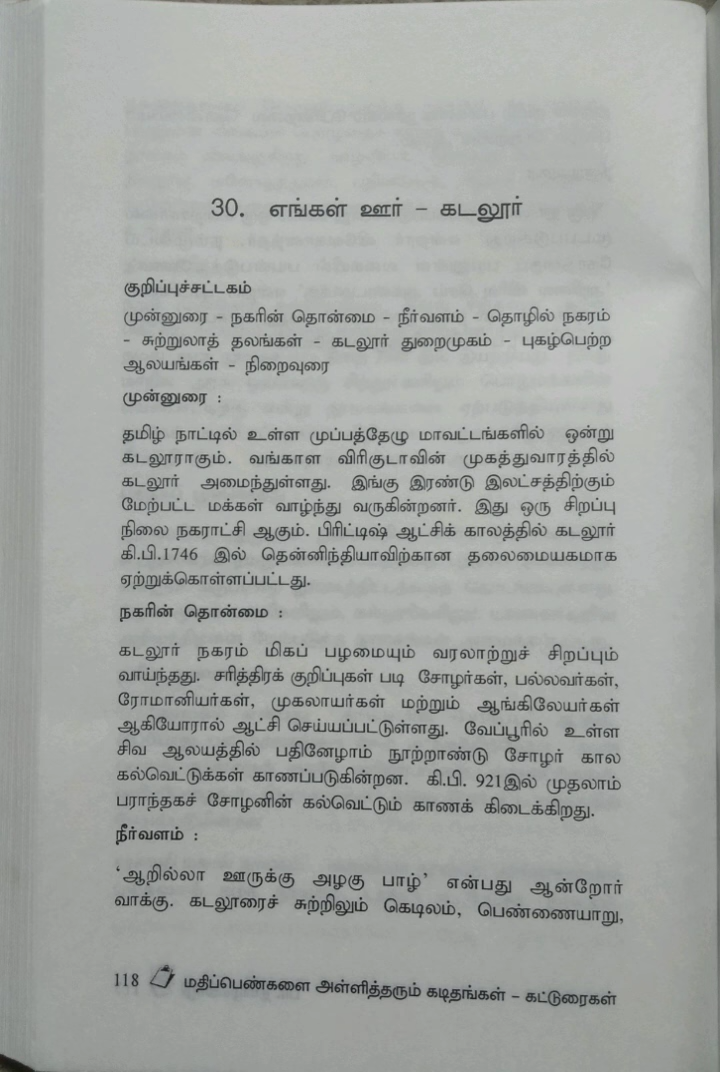 30. எங்கள் ஊர் – கடலூர்
குறிப்புச்சட்டகம்
முன்னுரை - நகரின் தொன்மை - நீர்வளம் - தொழில் நகரம்
- சுற்றுலாத் தலங்கள் - கடலூர் துறைமுகம் - புகழ்பெற்ற
ஆலயங்கள் - நிறைவுரை
முன்னுரை :
தமிழ் நாட்டில் உள்ள முப்பத்தேழு மாவட்டங்களில் ஒன்று
கடலூராகும். வங்காள விரிகுடாவின் முகத்துவாரத்தில்
கடலூர் அமைந்துள்ளது. இங்கு இரண்டு இலட்சத்திற்கும்
மேற்பட்ட மக்கள் வாழ்ந்து வருகின்றனர். இது ஒரு சிறப்பு
நிலை நகராட்சி ஆகும். பிரிட்டிஷ் ஆட்சிக் காலத்தில் கடலூர்
கி.பி.1746 இல் தென்னிந்தியாவிற்கான தலைமையகமாக
ஏற்றுக்கொள்ளப்பட்டது.
நகரின் தொன்மை :
கடலூர் நகரம் மிகப் பழமையும் வரலாற்றுச் சிறப்பும்
வாய்ந்தது. சரித்திரக் குறிப்புகள் படி சோழர்கள், பல்லவர்கள்,
ரோமானியர்கள், முகலாயர்கள் மற்றும் ஆங்கிலேயர்கள்
ஆகியோரால் ஆட்சி செய்யப்பட்டுள்ளது. வேப்பூரில் உள்ள
சிவ ஆலயத்தில் பதினேழாம் நூற்றாண்டு சோழர் கால
கல்வெட்டுக்கள் காணப்படுகின்றன. கி.பி. 921இல் முதலாம்
பராந்தகச் சோழனின் கல்வெட்டும் காணக் கிடைக்கிறது.
நீர்வளம் :
‘ஆறில்லா ஊருக்கு அழகு பாழ்’ என்பது ஆன்றோர்
வாக்கு. கடலூரைச் சுற்றிலும் கெடிலம், பெண்ணையாறு,
118 மதிப்பெண்களை அள்ளித்தரும் கடிதங்கள் – கட்டுரைகள்